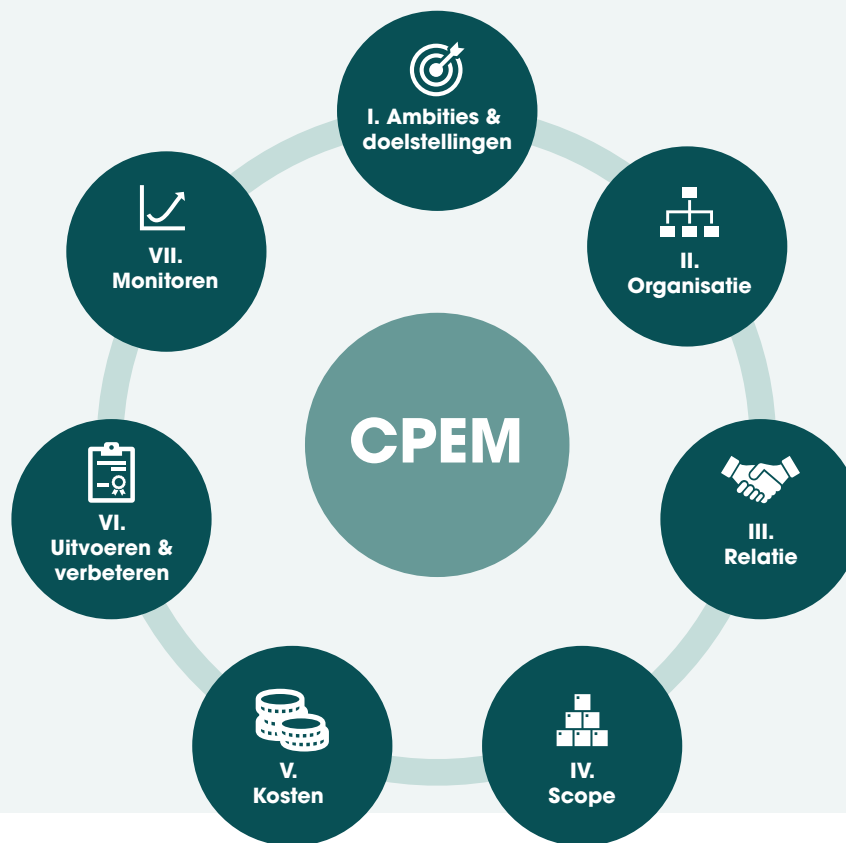 I. Ambities &
doelstellingen
II.
Organisatie
III.
Relatie
IV.
Scope
V.
Kosten
VI.
Uitvoeren &
verbeteren
VII.
Monitoren
CPEM